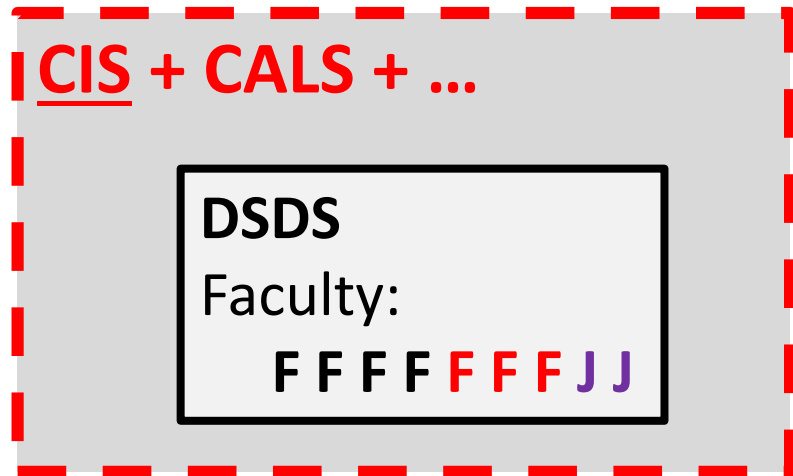 CIS + CALS + …
DSDS
Faculty:
F F F F F F F J J